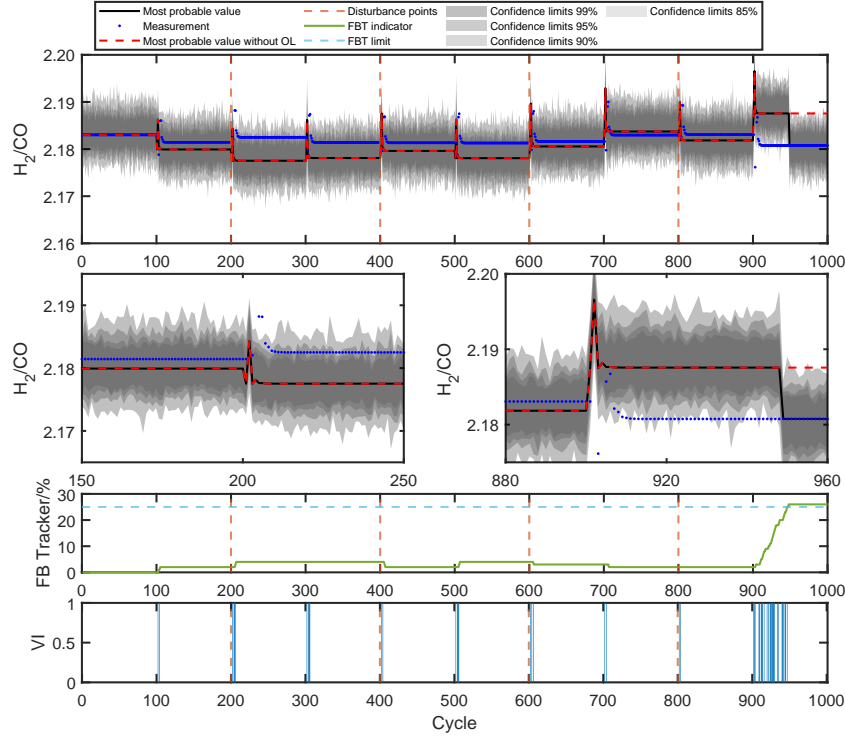 Most probable value
Measurement
Most probable value without OL
Disturbance points
FBT indicator
FBT limit
Confidence limits 99%
Confidence limits 95%
Confidence limits 90%
Confidence limits 85%
2.20
2.19
2.18
2.17
2.16
H2/CO
0 100 200 300 400 500 600 700 800 900 1000
2.19
2.18
2.17
H2/CO
150 200 250
2.20
2.19
2.18
H2/CO
880 920 960
30
20
10
0
FB Tracker/%
0 100 200 300 400 500 600 700 800 900 1000
1
0.5
0
VI
0 100 200 300 400 500 600 700 800 900 1000
Cycle